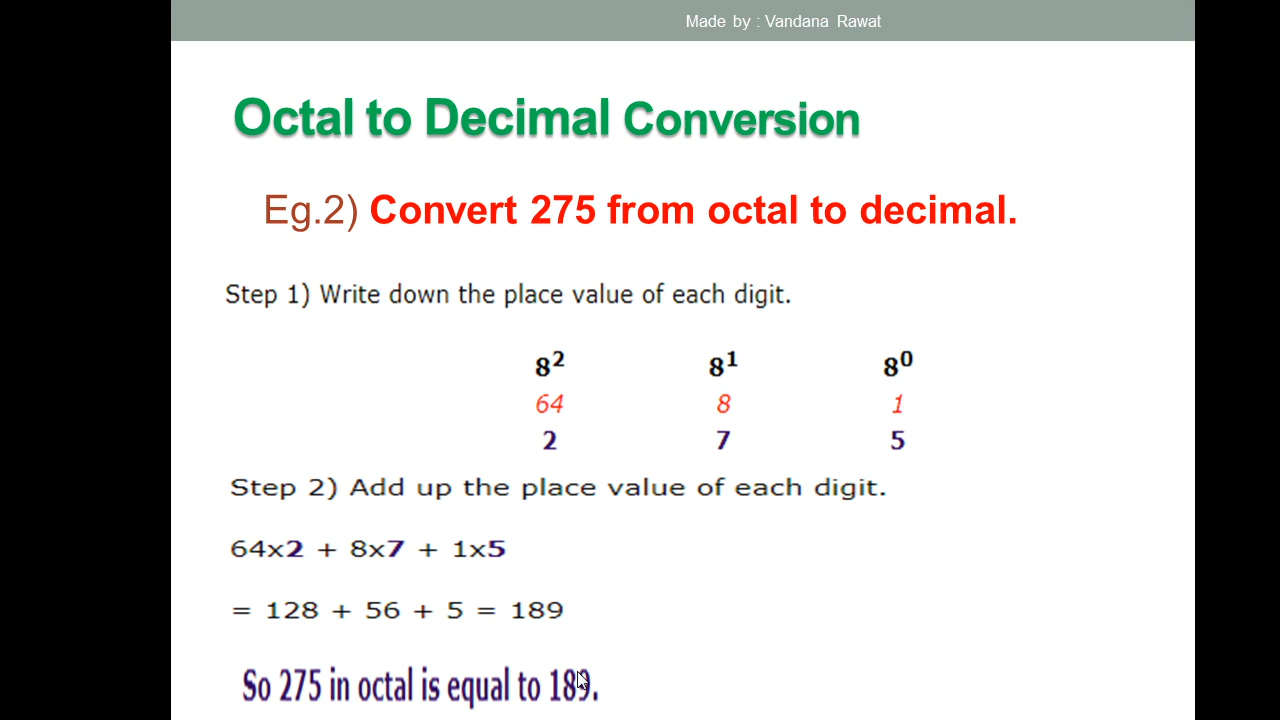 Made by : Vandana Rawat
Octal to Decimal Conversion
Eg.2) Convert 275 from octal to decimal.
Step 1) Write down the place value of each digit.
8² 8¹ 8⁰
64 8 1
2 7 5
Step 2) Add up the place value of each digit.
64x2 + 8x7 + 1x5
= 128 + 56 + 5 = 189
So 275 in octal is equal to 189.